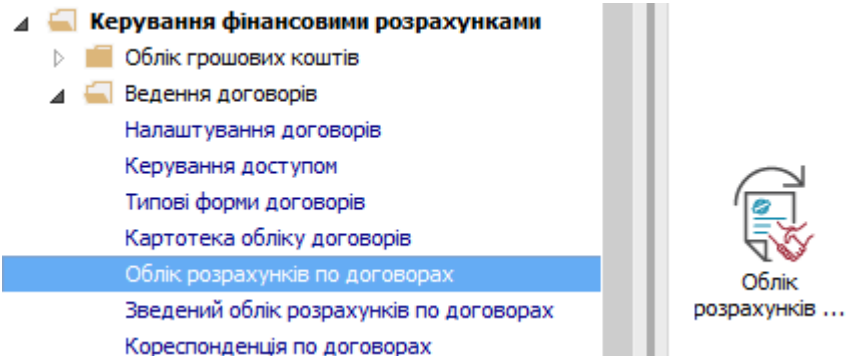 Керування фінансовими розрахунками
Облік грошових коштів
Ведення договорів
Налаштування договорів
Керування доступом
Типові форми договорів
Картотека обліку договорів
Облік розрахунків по договорах
Зведений облік розрахунків по договорах
Кореспонденція по договорах
Облік
розрахунків ...